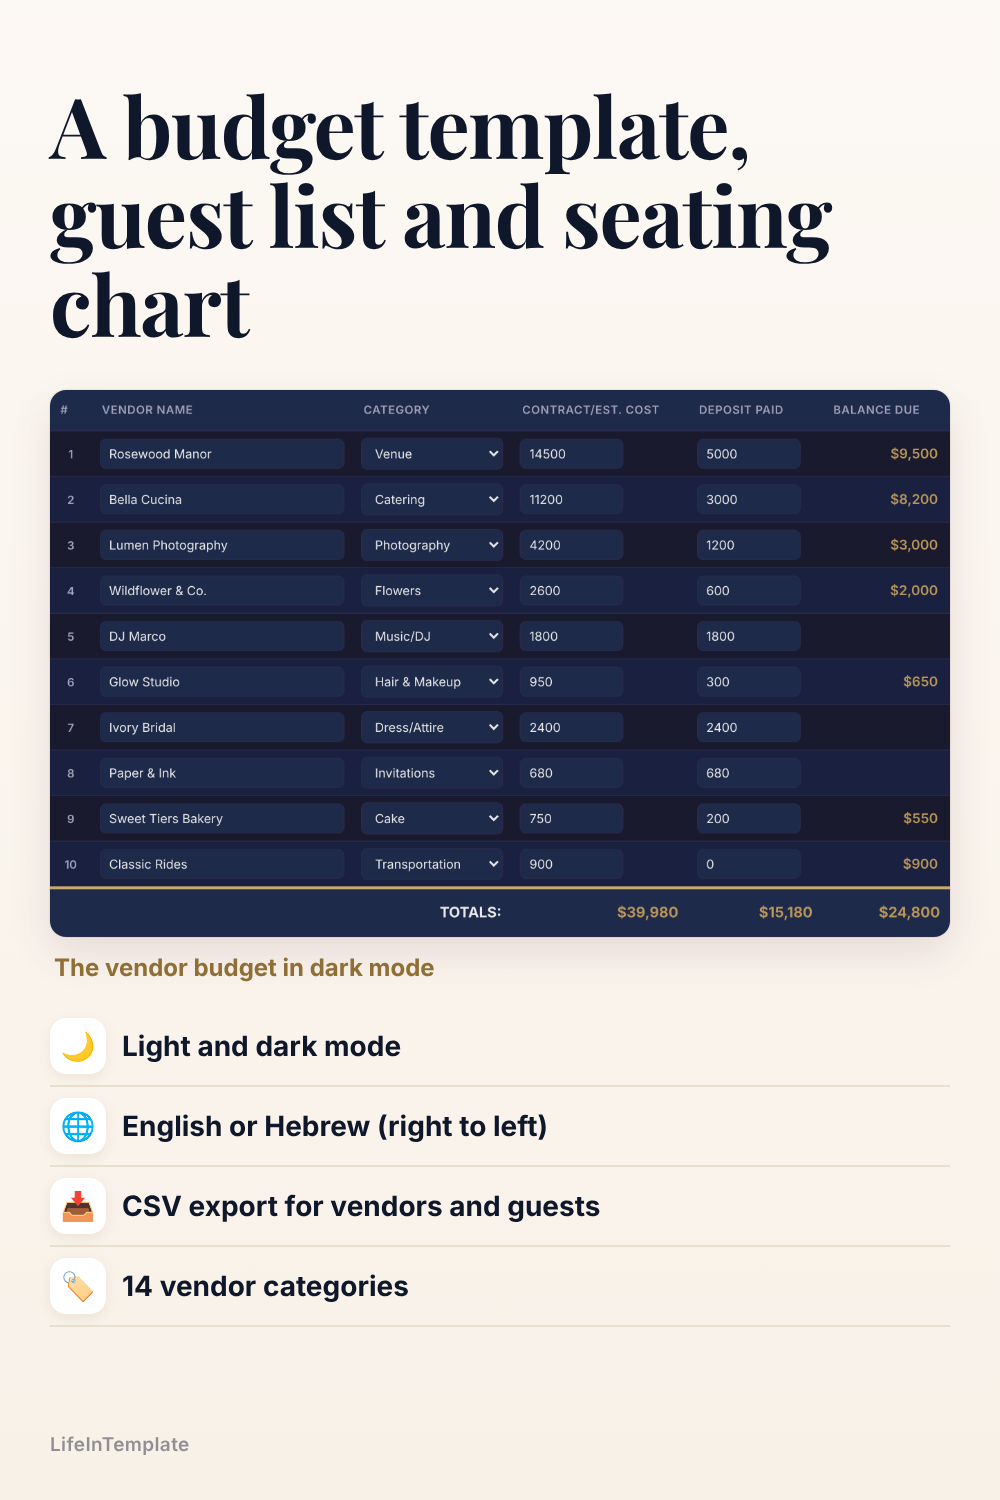 A budget template,
guest list and seating
chart
# VENDOR NAME CATEGORY CONTRACT/EST. COST DEPOSIT PAID BALANCE DUE
1 Rosewood Manor Venue 14500 5000 $9,500
2 Bella Cucina Catering 11200 3000 $8,200
3 Lumen Photography Photography 4200 1200 $3,000
4 Wildflower & Co. Flowers 2600 600 $2,000
5 DJ Marco Music/DJ 1800 1800
6 Glow Studio Hair & Makeup 950 300 $650
7 Ivory Bridal Dress/Attire 2400 2400
8 Paper & Ink Invitations 680 680
9 Sweet Tiers Bakery Cake 750 200 $550
10 Classic Rides Transportation 900 0 $900
TOTALS: $39,980 $15,180 $24,800
The vendor budget in dark mode
Light and dark mode
English or Hebrew (right to left)
CSV export for vendors and guests
14 vendor categories
LifeInTemplate